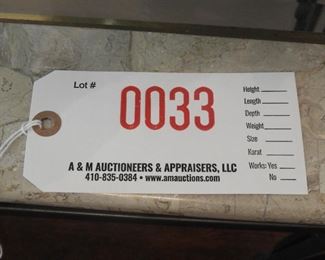 Lot #
0033
Height
Length
Depth
Weight
Size
Karat
Works: Yes
No
A & M AUCTIONEERS & APPRAISERS, LLC
410-835-0384 • www.amauctions.com